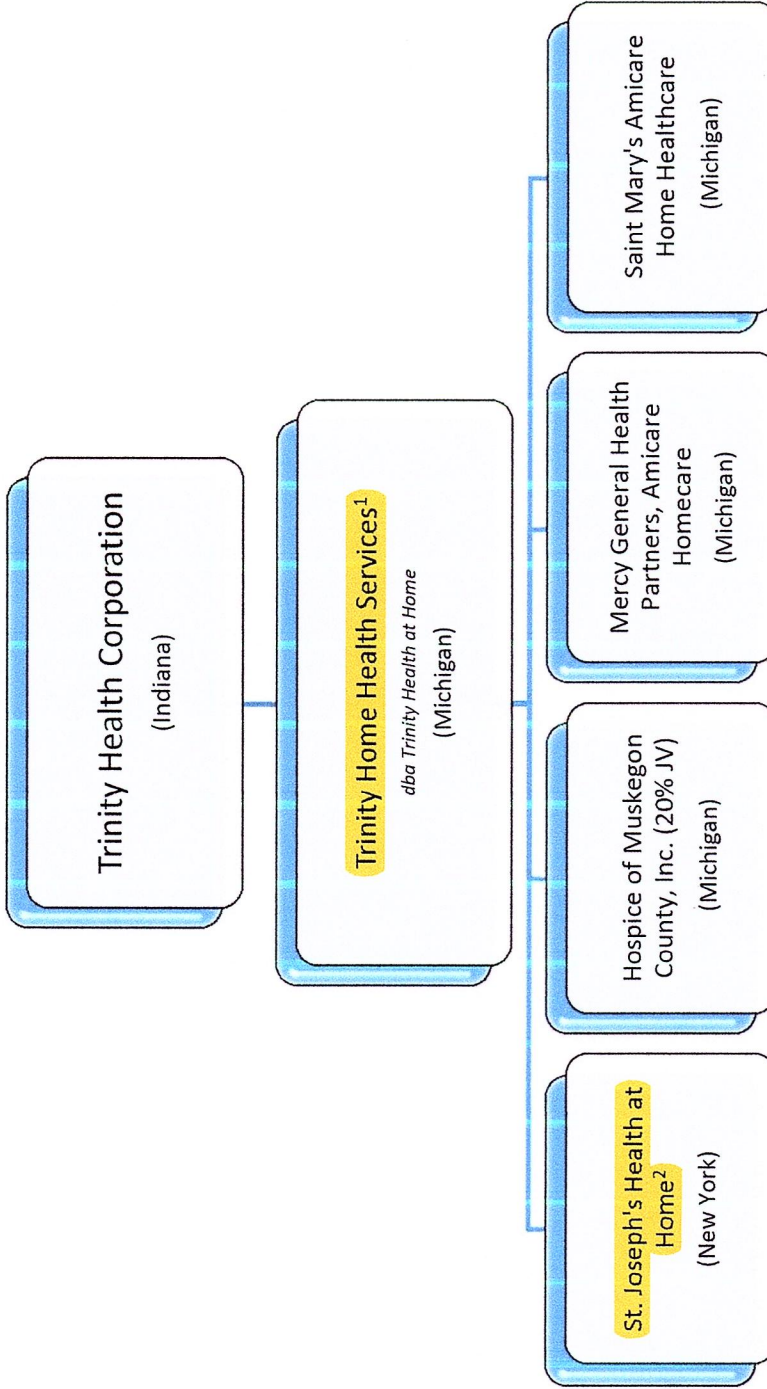 Trinity Health Corporation
(Indiana)
Trinity Home Health Services¹
dba Trinity Health at Home
(Michigan)
St. Joseph's Health at
Home²
(New York)
Hospice of Muskegon
County, Inc. (20% JV)
(Michigan)
Mercy General Health
Partners, Amicare
Homecare
(Michigan)
Saint Mary's Amicare
Home Healthcare
(Michigan)